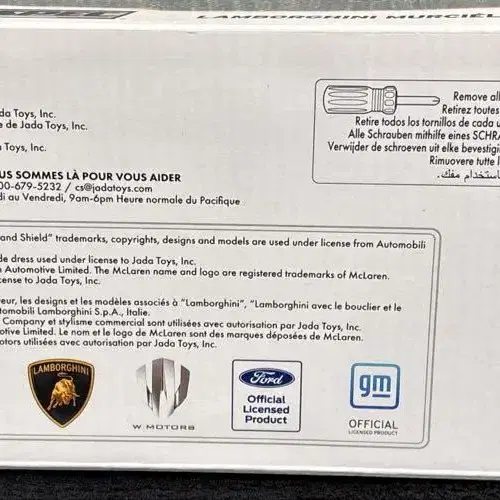 LAMBORGHINI MURCIÉL
da Toys, Inc.
e de Jada Toys, Inc.
Toys, Inc.
US SOMMES LÀ POUR VOUS AIDER
00-679-5232 / cs@jadatoys.com
di au Vendredi, 9am-6pm Heure normale du Pacifique
Remove all
Retirez toutes
Retire todos los tornillos de cada u
Alle Schrauben mithilfe eines SCHRA
Verwijder de schroeven uit elke bevestigin
Rimuovere tutte l
باستخدام مفك.
and Shield" trademarks, copyrights, designs and models are used under license from Automobili
de dress used under license to Jada Toys, Inc.
n Automotive Limited. The McLaren name and logo are registered trademarks of McLaren.
cense to Jada Toys, Inc.
eur, les designs et les modèles associés à "Lamborghini", "Lamborghini avec le bouclier et le
tomobili Lamborghini S.p.A., Italie.
Company et stylisme commercial sont utilisées avec autorisation par Jada Toys, Inc.
otive Limited. Le nom et le logo de McLaren sont des marques déposées de McLaren.
otors utilisées avec autorisation par Jada Toys, Inc.
LAMBORGHINI
W MOTORS
Ford
Official
Licensed
Product
gm
OFFICIAL
LICENSED PRODUCT